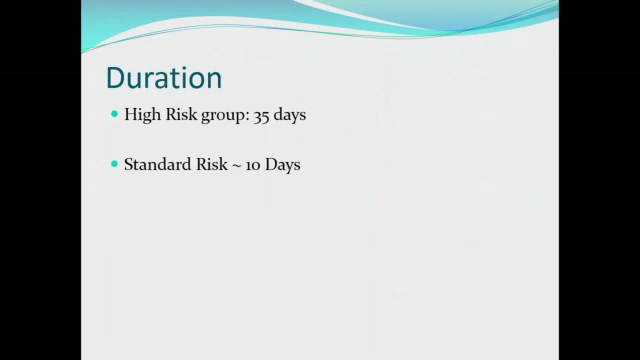 Duration
High Risk group: 35 days
Standard Risk ~ 10 Days